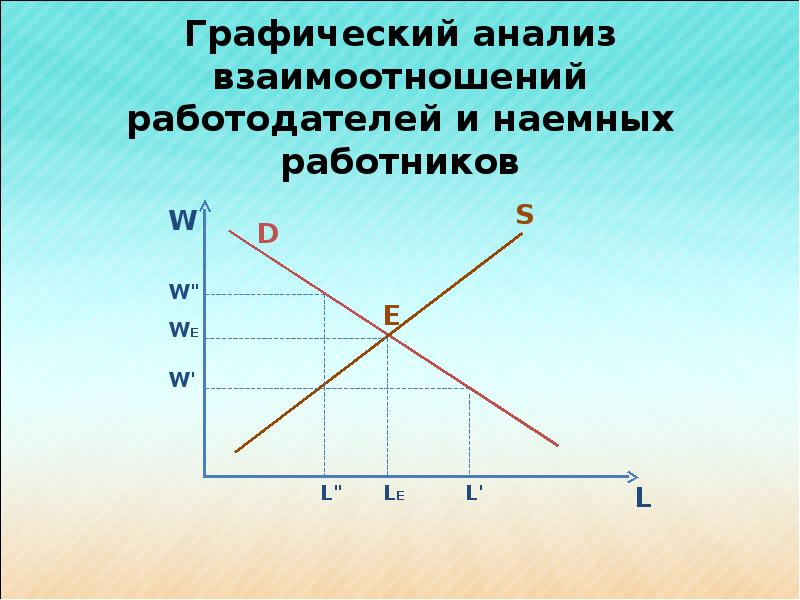 Графический анализ
взаимоотношений
работодателей и наемных
работников
W
D
S
W"
E
WE
W'
L"
LE
L'
L